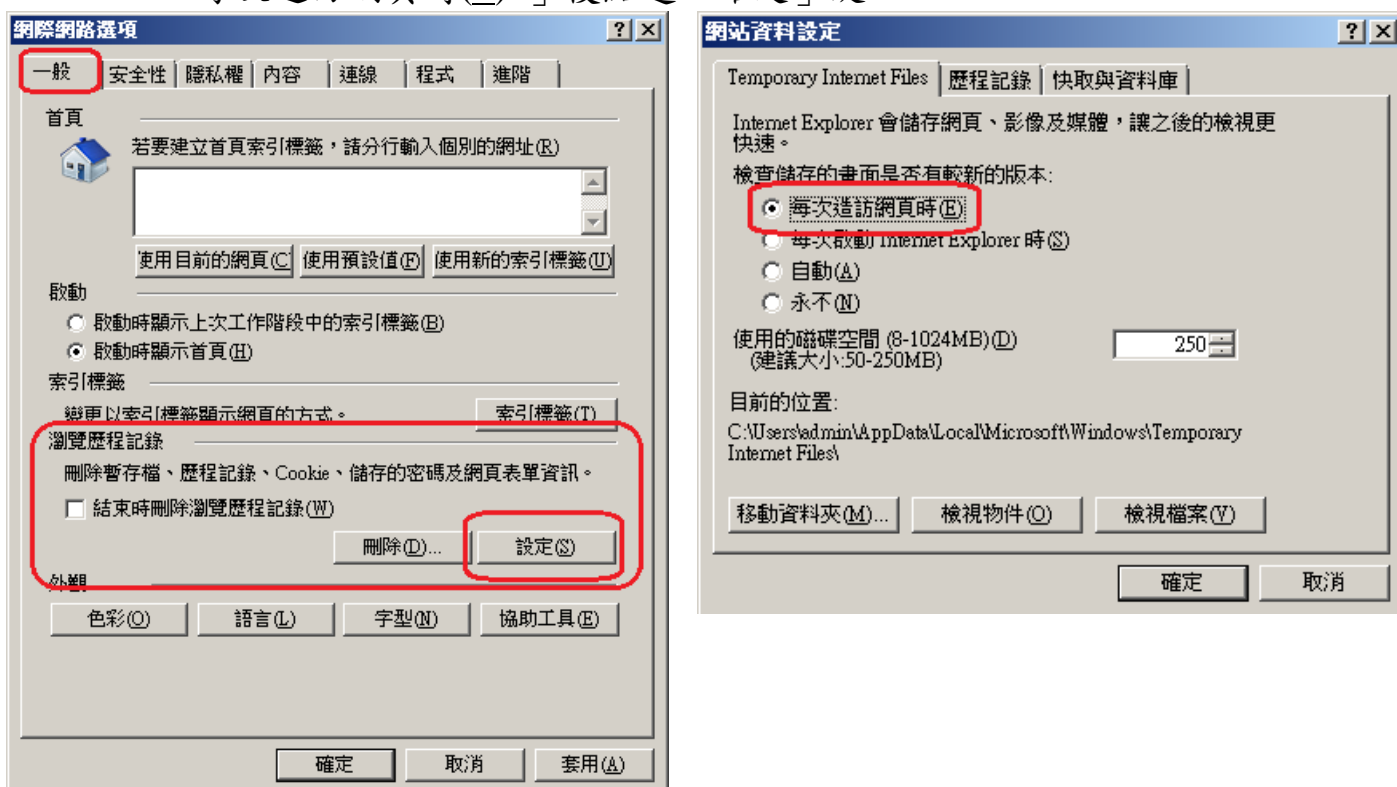 網際網路選項
一般 安全性 隱私權 內容 連線 程式 進階
首頁
若要建立首頁索引標籤，請分行輸入個別的網址(R)
使用目前的網頁(C 使用預設值(F) 使用新的索引標籤(U)
啟動
啟動時顯示上次工作階段中的索引標籤(B)
啟動時顯示首頁(H)
索引標籤
變更以索引標籤顯示網頁的方式。 索引標籤(T)
瀏覽歷程記錄
刪除暫存檔、歷程記錄、Cookie、儲存的密碼及網頁表單資訊。
結束時刪除瀏覽歷程記錄(W)
刪除(D)... 設定(S)
外觀
色彩(O) 語言(L) 字型(N) 協助工具(E)
確定 取消 套用(A)
網站資料設定
Temporary Internet Files 歷程記錄 快取與資料庫
Internet Explorer 會儲存網頁、影像及媒體，讓之後的檢視更
快速。
檢查儲存的畫面是否有較新的版本:
每次造訪網頁時(E)
每次啟動 Internet Explorer 時(S)
自動(A)
永不(N)
使用的磁碟空間 (8-1024MB)(D) 250
(建議大小:50-250MB)
目前的位置:
C:\Users\admin\AppData\Local\Microsoft\Windows\Temporary
Internet Files\
移動資料夾(M)... 檢視物件(O) 檢視檔案(V)
確定 取消